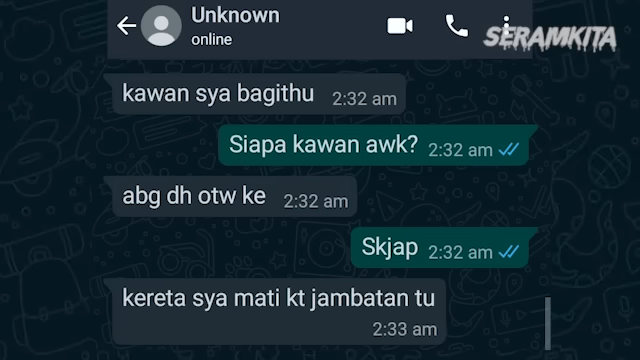 Unknown
online
SERAMKITA
kawan sya bagithu 2:32 am
Siapa kawan awk? 2:32 am
abg dh otw ke 2:32 am
Skjap 2:32 am
kereta sya mati kt jambatan tu
2:33 am